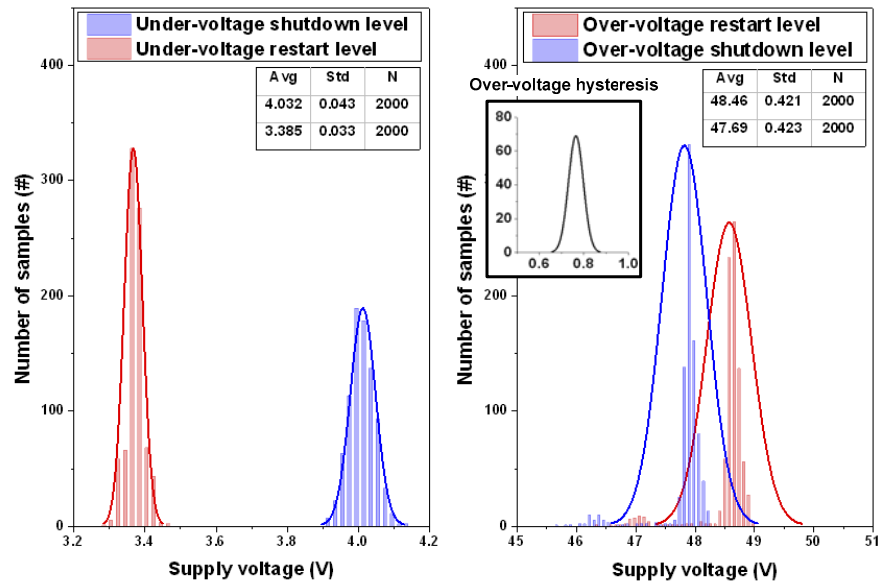 Under-voltage shutdown level
Under-voltage restart level
Avg Std N
4.032 0.043 2000
3.385 0.033 2000
400
300
200
100
0
Number of samples (#)
3.2 3.4 3.6 3.8 4.0 4.2
Supply voltage (V)
Over-voltage restart level
Over-voltage shutdown level
Avg Std N
48.46 0.421 2000
47.69 0.423 2000
Over-voltage hysteresis
80
60
40
20
0
0.6 0.8 1.0
400
300
200
100
0
Number of samples (#)
45 46 47 48 49 50 51
Supply voltage (V)